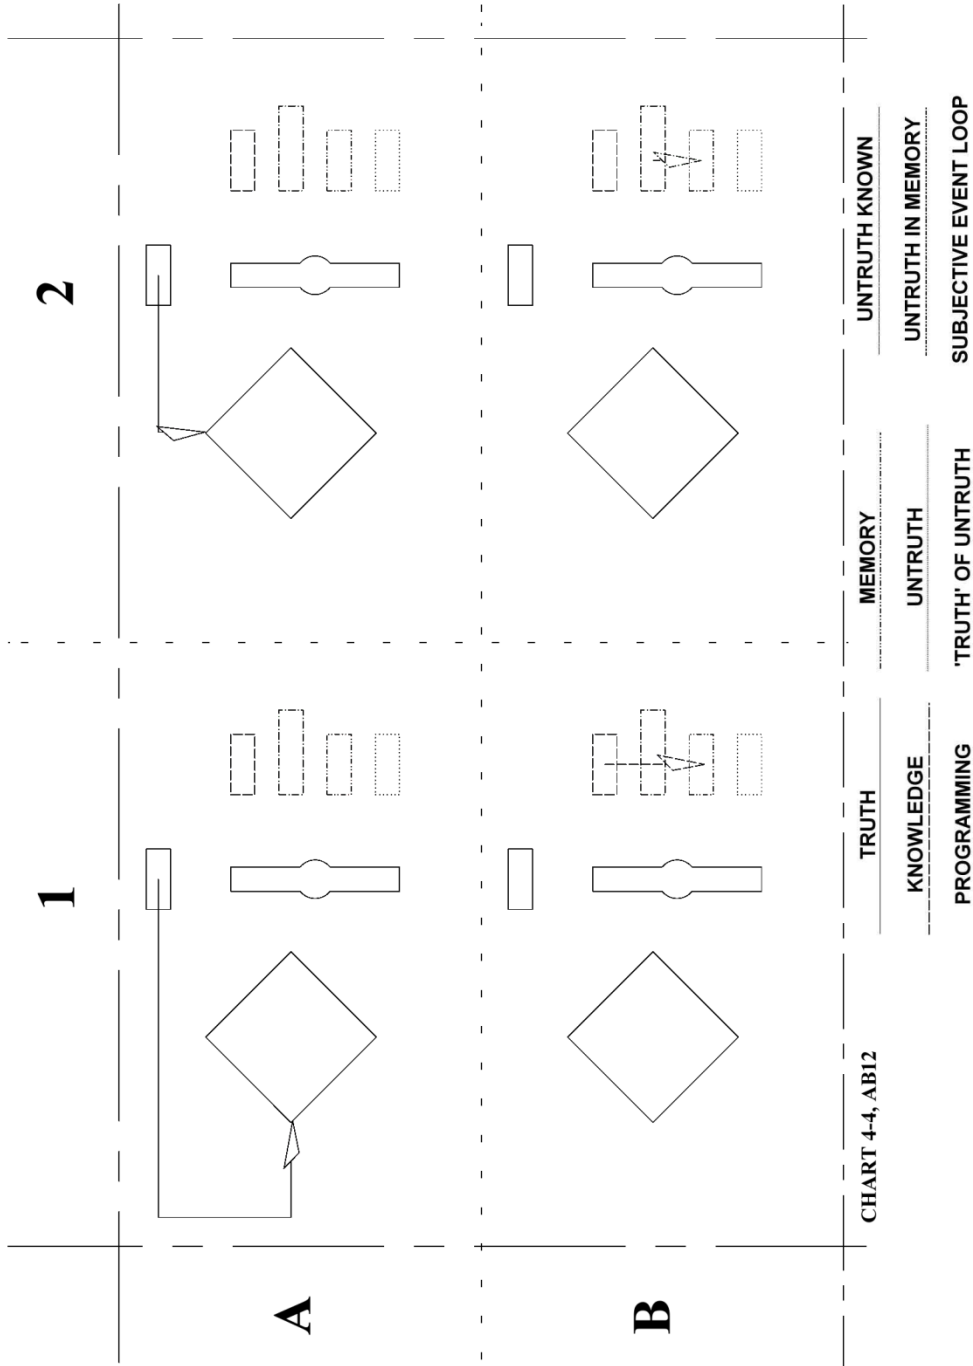 1 2
A
B
CHART 4-4, AB12 TRUTH MEMORY UNTRUTH KNOWN
KNOWLEDGE UNTRUTH UNTRUTH IN MEMORY
PROGRAMMING 'TRUTH' OF UNTRUTH SUBJECTIVE EVENT LOOP